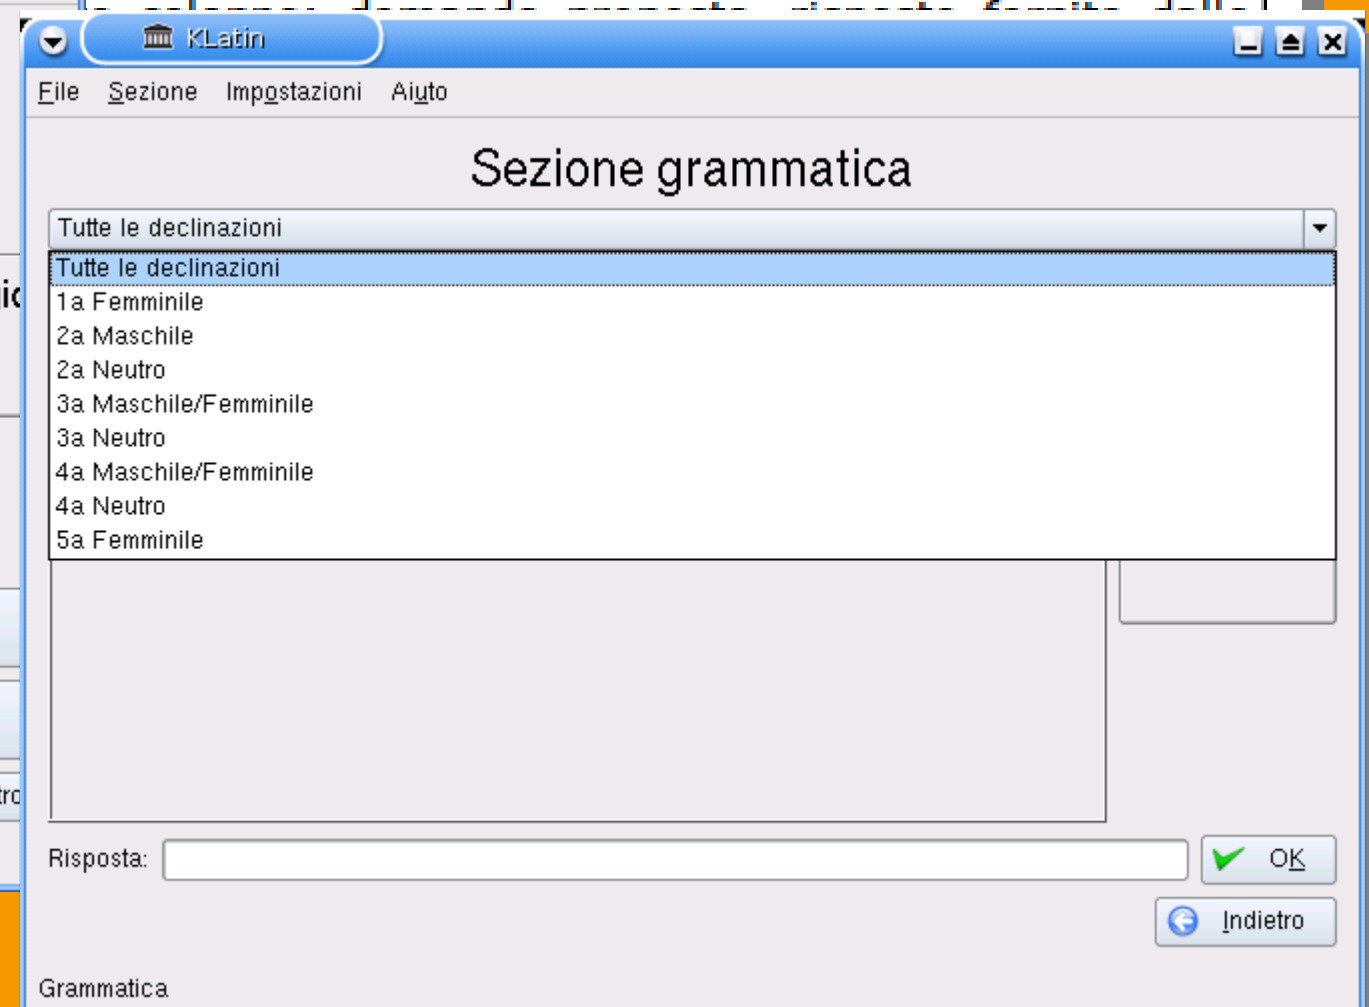 KLatin
File Sezione Impostazioni Aiuto
Sezione grammatica
Tutte le declinazioni
Tutte le declinazioni
1a Femminile
2a Maschile
2a Neutro
3a Maschile/Femminile
3a Neutro
4a Maschile/Femminile
4a Neutro
5a Femminile
Risposta:
OK
Indietro
Grammatica